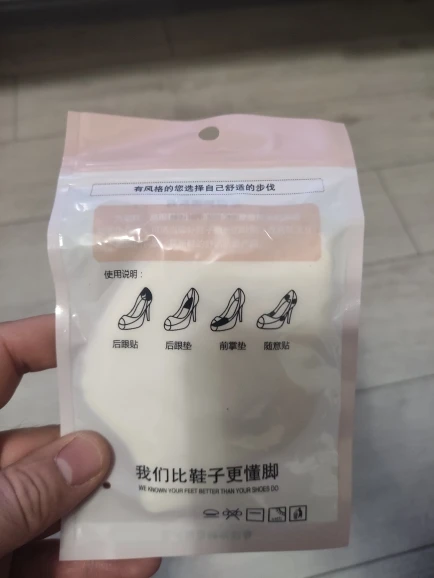 有风格的您选择自己舒适的步伐
使用说明：
后眼贴 后眼垫 前掌垫 随意贴
我们比鞋子更懂脚
WE KNOWN YOUR FEET BETTER THAN YOUR SHOES DO